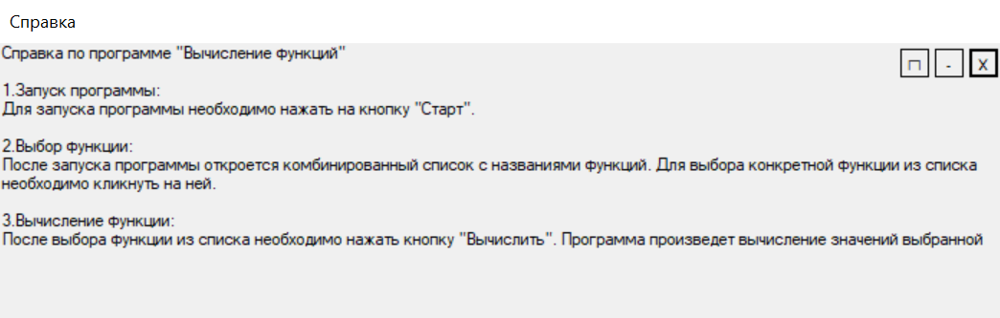 Справка
Справка по программе "Вычисление функций"
п - X
1.Запуск программы:
Для запуска программы необходимо нажать на кнопку "Старт".
2.Выбор функции:
После запуска программы откроется комбинированный список с названиями функций. Для выбора конкретной функции из списка
необходимо кликнуть на ней.
3.Вычисление функции:
После выбора функции из списка необходимо нажать кнопку "Вычислить". Программа произведет вычисление значений выбранной